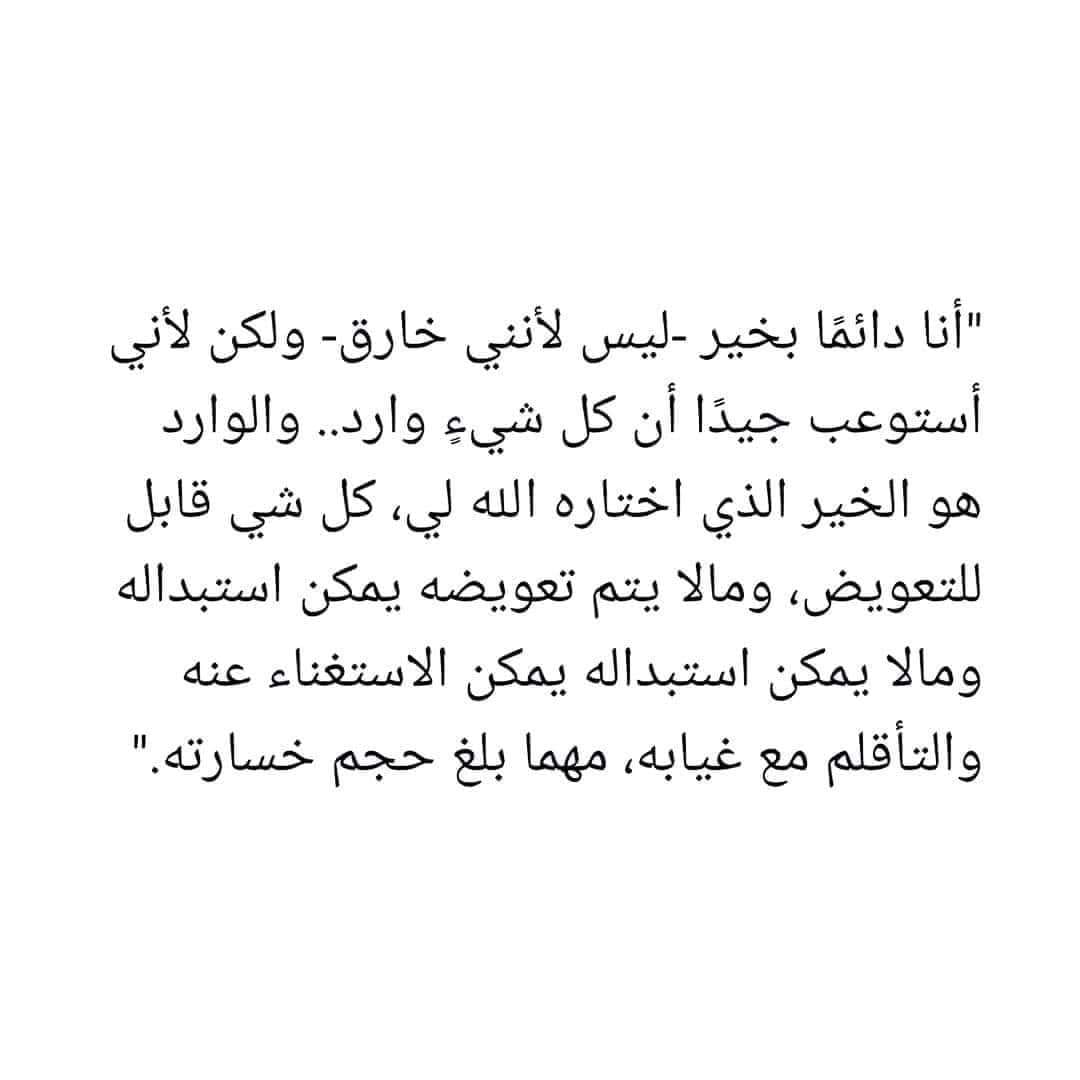 "أنا دائمًا بخير -ليس لأنني خارق- ولكن لأني
أستوعب جيدًا أن كل شيءٍ وارد.. والوارد
هو الخير الذي اختاره الله لي، كل شي قابل
للتعويض، ومالا يتم تعويضه يمكن استبداله
ومالا يمكن استبداله يمكن الاستغناء عنه
والتأقلم مع غيابه، مهما بلغ حجم خسارته."